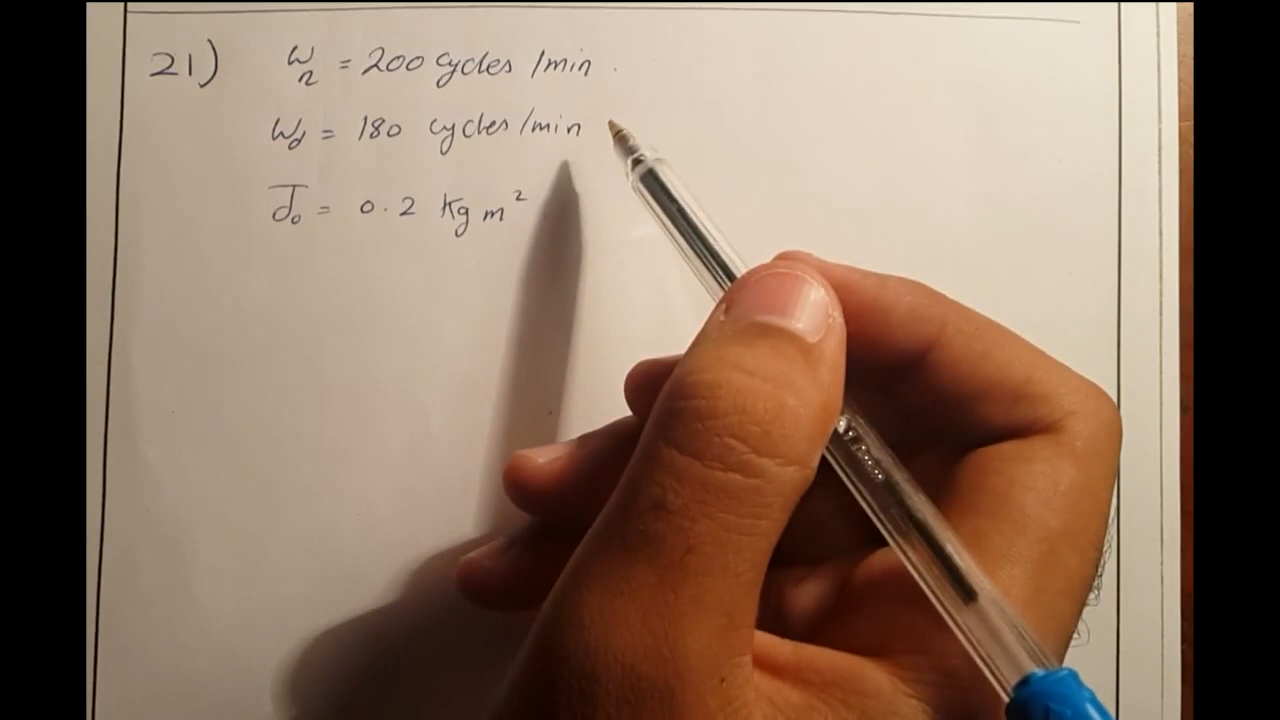 21) ωn = 200 cycles/min.
ωd = 180 cycles/min
J₀ = 0.2 kg m²